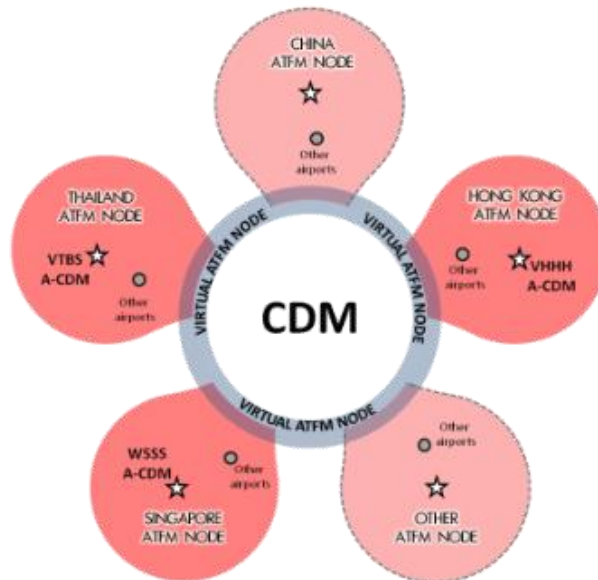 CHINA
ATFM NODE
Other
airports
THAILAND
ATFM NODE
VTBS
A-CDM
Other
airports
HONG KONG
ATFM NODE
Other
airports
VHHH
A-CDM
VIRTUAL ATFM NODE
VIRTUAL ATFM NODE
CDM
VIRTUAL ATFM NODE
WSSS
A-CDM
Other
airports
SINGAPORE
ATFM NODE
Other
airports
OTHER
ATFM NODE